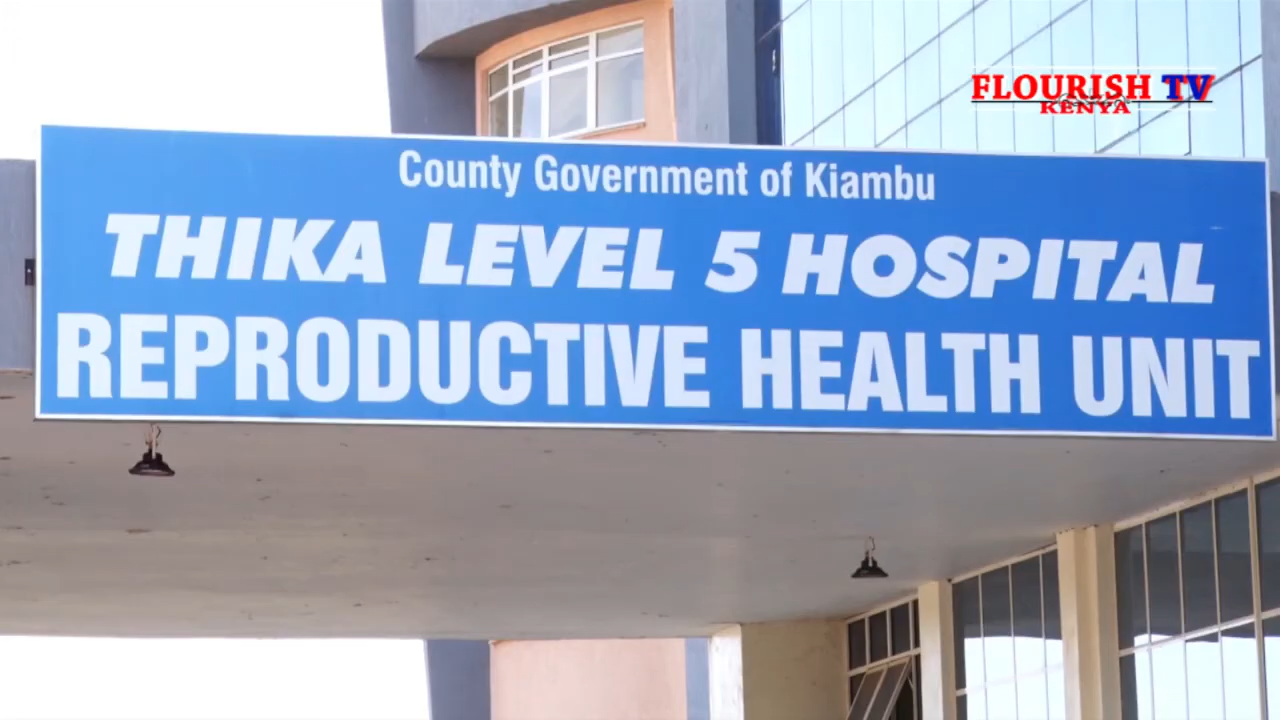 FLOURISH TV
KENYA
County Government of Kiambu
THIKA LEVEL 5 HOSPITAL
REPRODUCTIVE HEALTH UNIT